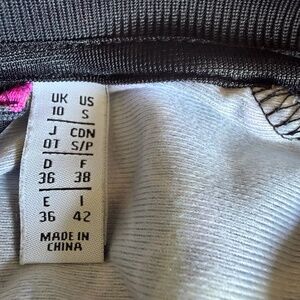 UK US
10 S
J CDN
OT S/P
D F
36 38
E I
36 42
MADE IN
CHINA